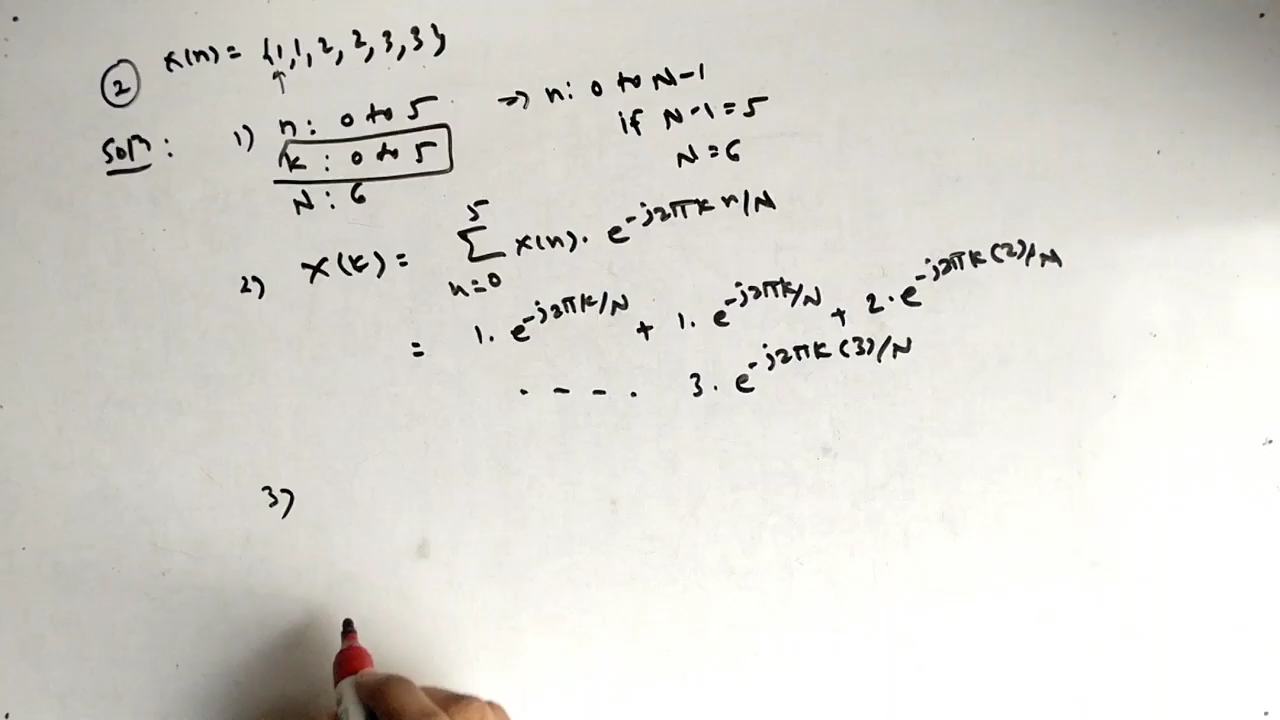 ② x(n) = {1,1,2,2,3,3}
↑
Soln : 1) n : 0 to 5 => n : 0 to N-1
k : 0 to 5 if N-1 = 5
N : 6 N = 6
2) X(k) = 5∑n=0 x(n). e^-j2πkn/N
= 1. e^-j2πk/N + 1. e^-j2πk/N + 2. e^-j2πk(2)/N
. - - . 3. e^-j2πk(3)/N
3)